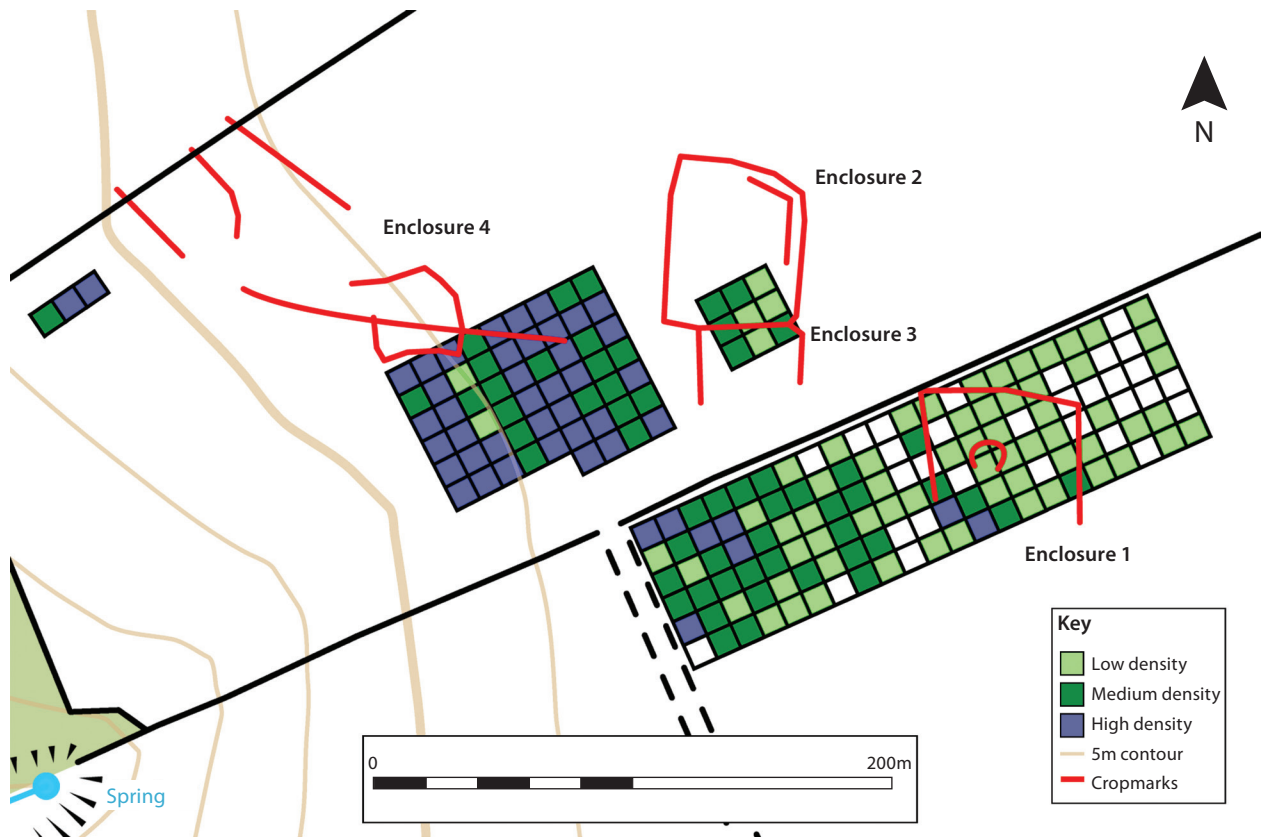 N
Enclosure 2
Enclosure 4
Enclosure 3
Enclosure 1
Key
Low density
Medium density
High density
5m contour
Cropmarks
0 200m
Spring